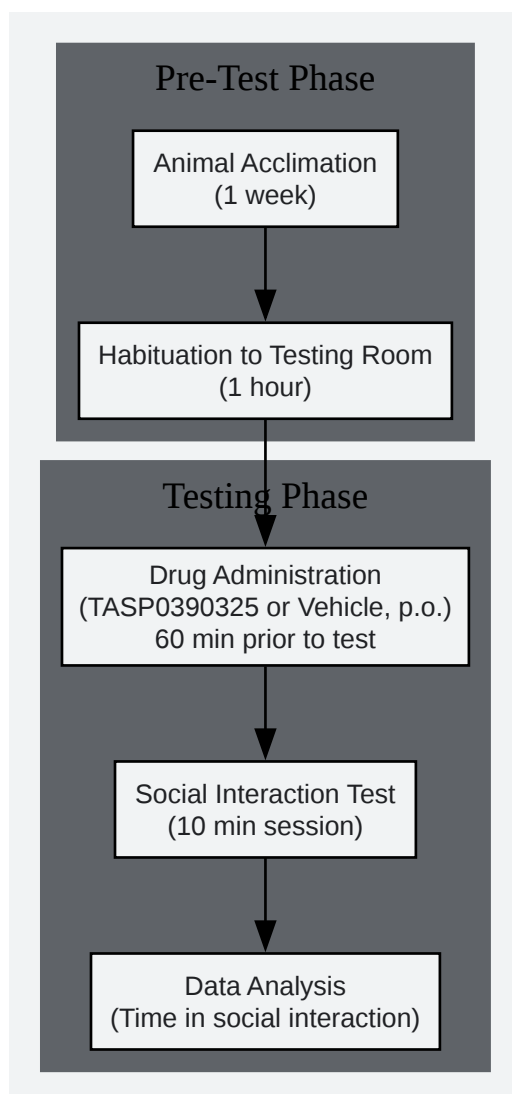 Pre-Test Phase
Animal Acclimation
(1 week)
Habituation to Testing Room
(1 hour)
Testing Phase
Drug Administration
(TASP0390325 or Vehicle, p.o.)
60 min prior to test
Social Interaction Test
(10 min session)
Data Analysis
(Time in social interaction)